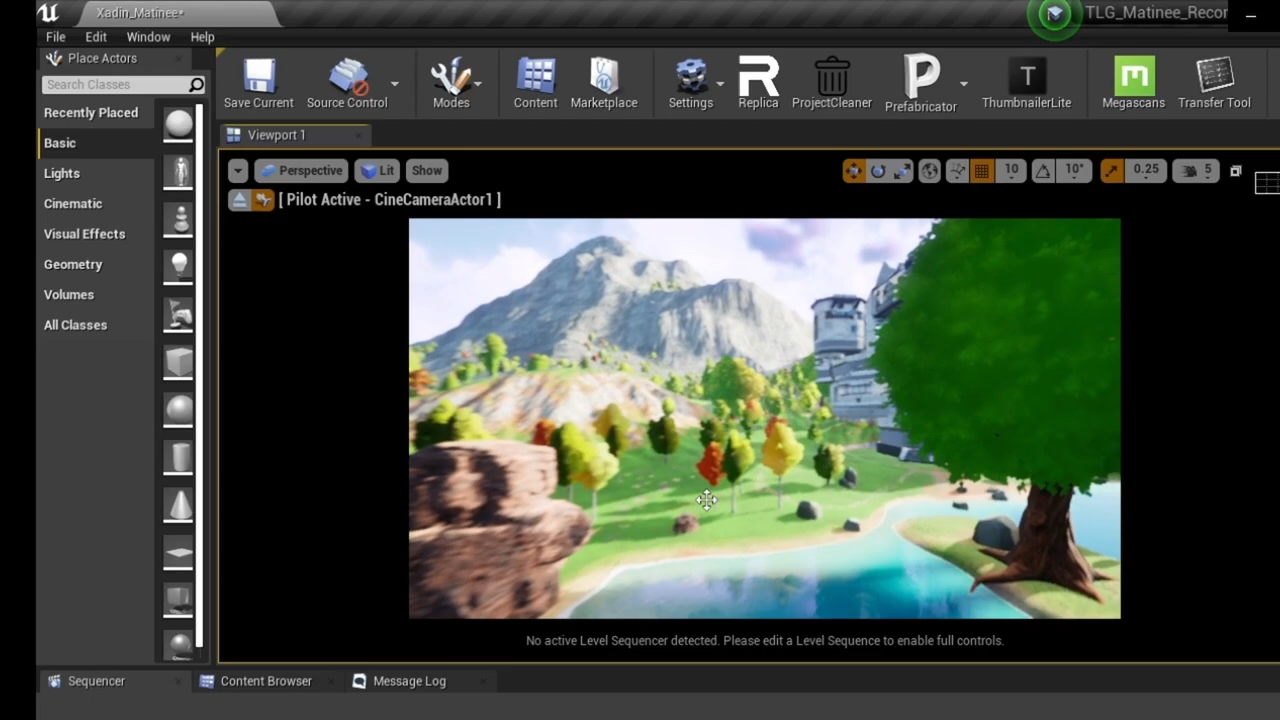 Xadin_Matinee•
TLG_Matinee_Recor
File Edit Window Help
Place Actors
Search Classes
Recently Placed
Basic
Lights
Cinematic
Visual Effects
Geometry
Volumes
All Classes
Save Current
Source Control
Modes
Content
Marketplace
Settings
R
Replica
ProjectCleaner
P
Prefabricator
T
ThumbnailerLite
m
Megascans
Transfer Tool
Viewport 1
Perspective
Lit
Show
10
10°
0.25
5
[ Pilot Active - CineCameraActor1 ]
No active Level Sequencer detected. Please edit a Level Sequence to enable full controls.
Sequencer
Content Browser
Message Log